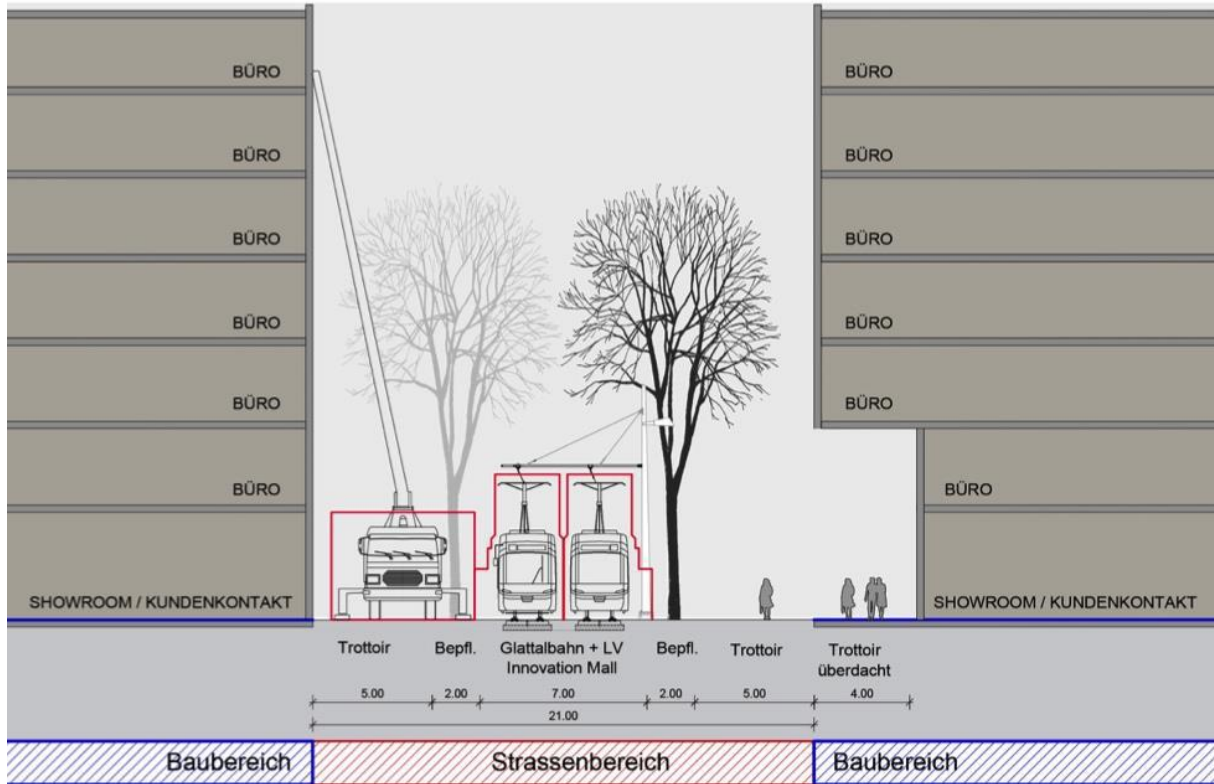 BÜRO
BÜRO
BÜRO
BÜRO
BÜRO
BÜRO
BÜRO
BÜRO
BÜRO
BÜRO
BÜRO
BÜRO
SHOWROOM / KUNDENKONTAKT
SHOWROOM / KUNDENKONTAKT
Trottoir
Bepfl.
Glattalbahn + LV
Innovation Mall
Bepfl.
Trottoir
Trottoir
überdacht
5.00
2.00
7.00
2.00
5.00
4.00
21.00
Baubereich
Strassenbereich
Baubereich